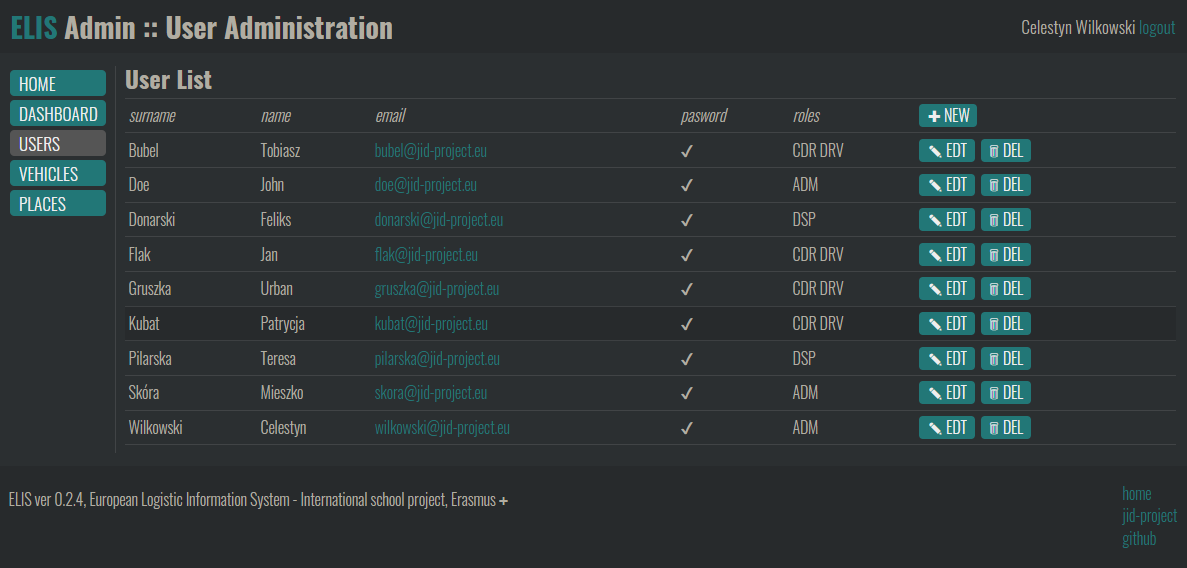 ELIS Admin :: User Administration
Celestyn Wilkowski logout
HOME
DASHBOARD
USERS
VEHICLES
PLACES
User List
surname name email pasword roles + NEW
Bubel Tobiasz bubel@jid-project.eu ✓ CDR DRV EDT DEL
Doe John doe@jid-project.eu ✓ ADM EDT DEL
Donarski Feliks donarski@jid-project.eu ✓ DSP EDT DEL
Flak Jan flak@jid-project.eu ✓ CDR DRV EDT DEL
Gruszka Urban gruszka@jid-project.eu ✓ CDR DRV EDT DEL
Kubat Patrycja kubat@jid-project.eu ✓ CDR DRV EDT DEL
Pilarska Teresa pilarska@jid-project.eu ✓ DSP EDT DEL
Skóra Mieszko skora@jid-project.eu ✓ ADM EDT DEL
Wilkowski Celestyn wilkowski@jid-project.eu ✓ ADM EDT DEL
ELIS ver 0.2.4, European Logistic Information System - International school project, Erasmus +
home
jid-project
github